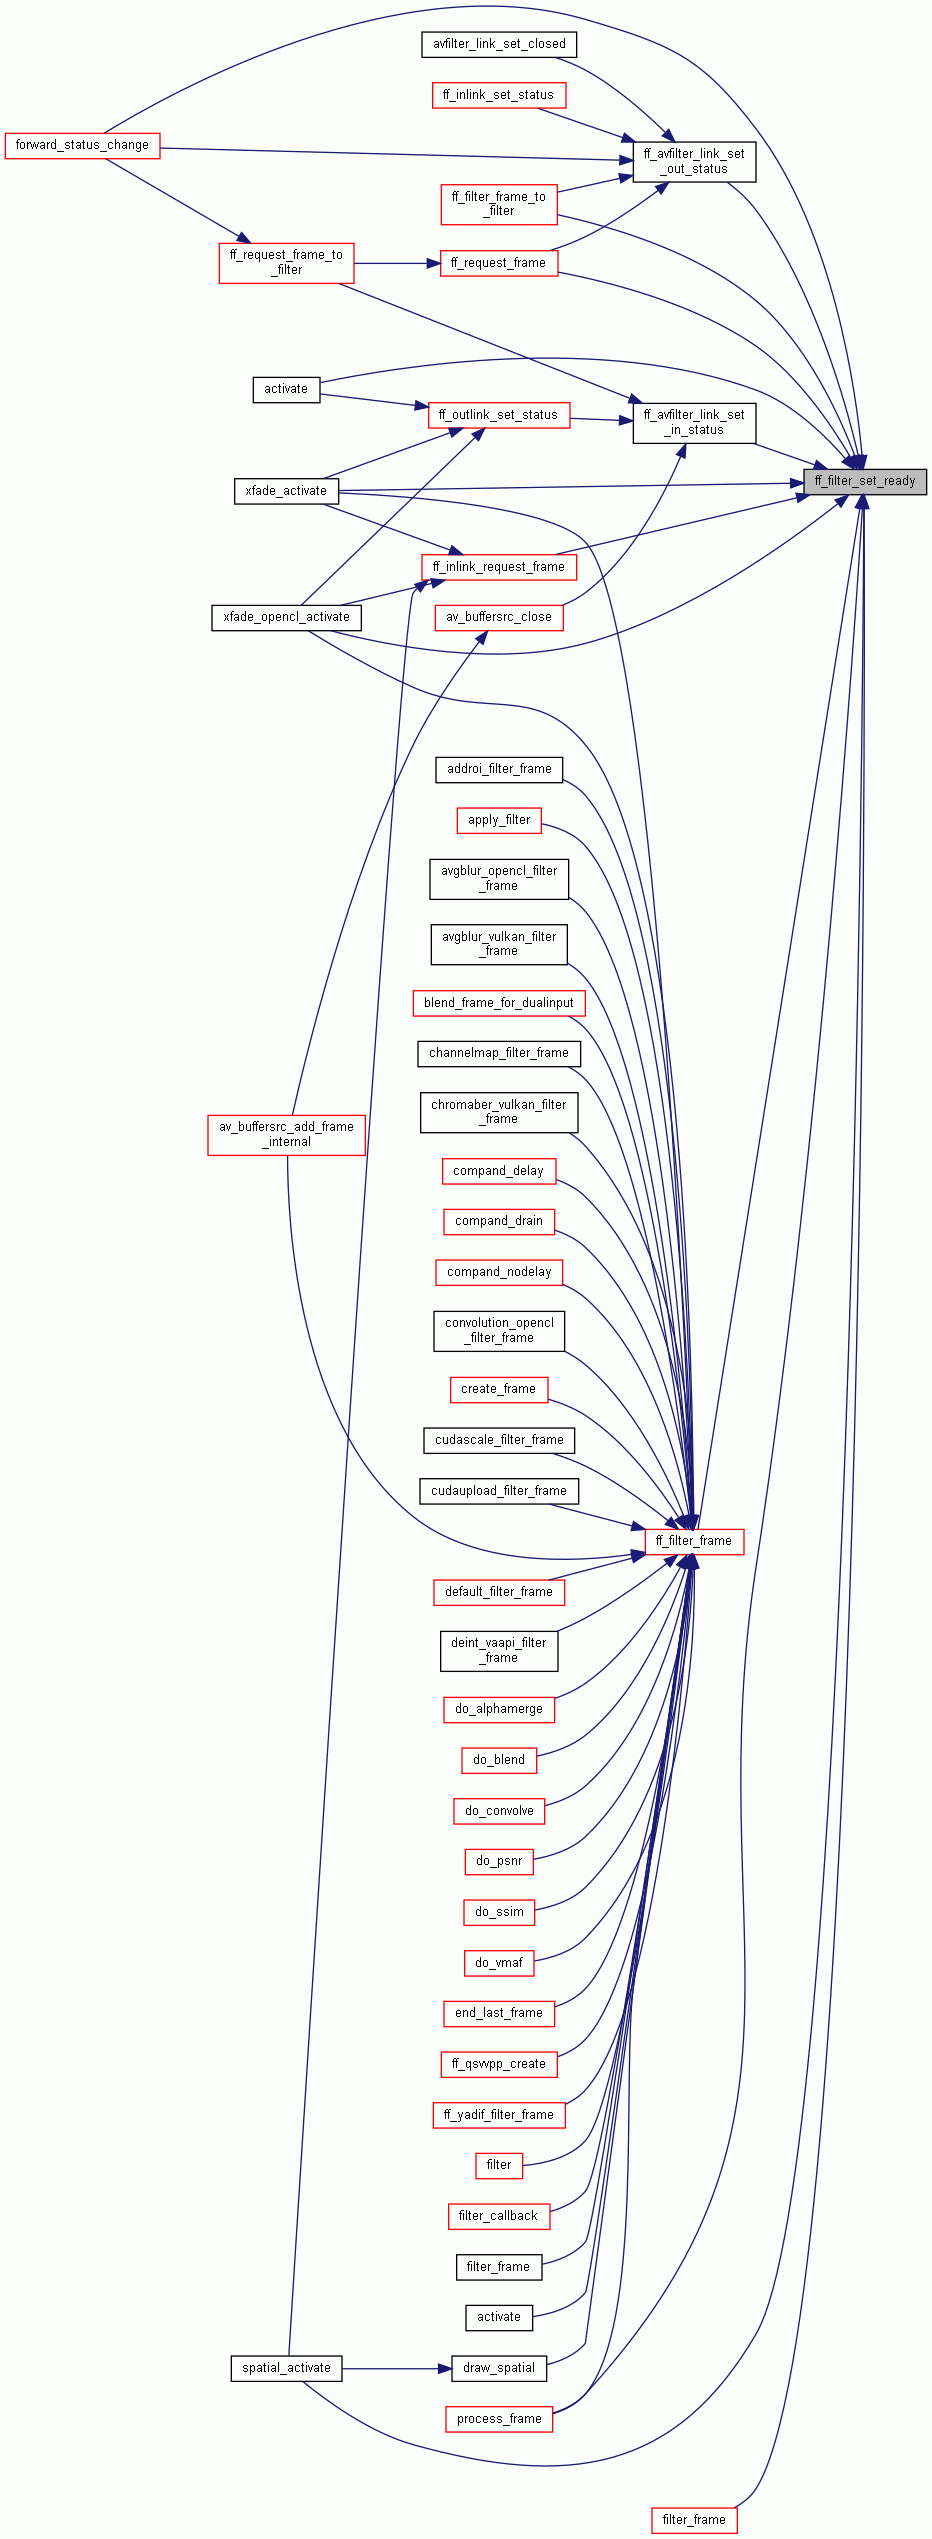 avfilter_link_set_closed
ff_inlink_set_status
forward_status_change
ff_avfilter_link_set
_out_status
ff_filter_frame_to
_filter
ff_request_frame_to
_filter
ff_request_frame
activate
ff_outlink_set_status
ff_avfilter_link_set
_in_status
ff_filter_set_ready
xfade_activate
ff_inlink_request_frame
xfade_opencl_activate
av_buffersrc_close
addroi_filter_frame
apply_filter
avgblur_opencl_filter
_frame
avgblur_vulkan_filter
_frame
blend_frame_for_dualinput
channelmap_filter_frame
chromaber_vulkan_filter
_frame
av_buffersrc_add_frame
_internal
compand_delay
compand_drain
compand_nodelay
convolution_opencl
_filter_frame
create_frame
cudascale_filter_frame
cudaupload_filter_frame
ff_filter_frame
default_filter_frame
deint_vaapi_filter
_frame
do_alphamerge
do_blend
do_convolve
do_psnr
do_ssim
do_vmaf
end_last_frame
ff_qsvvpp_create
ff_yadif_filter_frame
filter
filter_callback
filter_frame
activate
spatial_activate
draw_spatial
process_frame
filter_frame